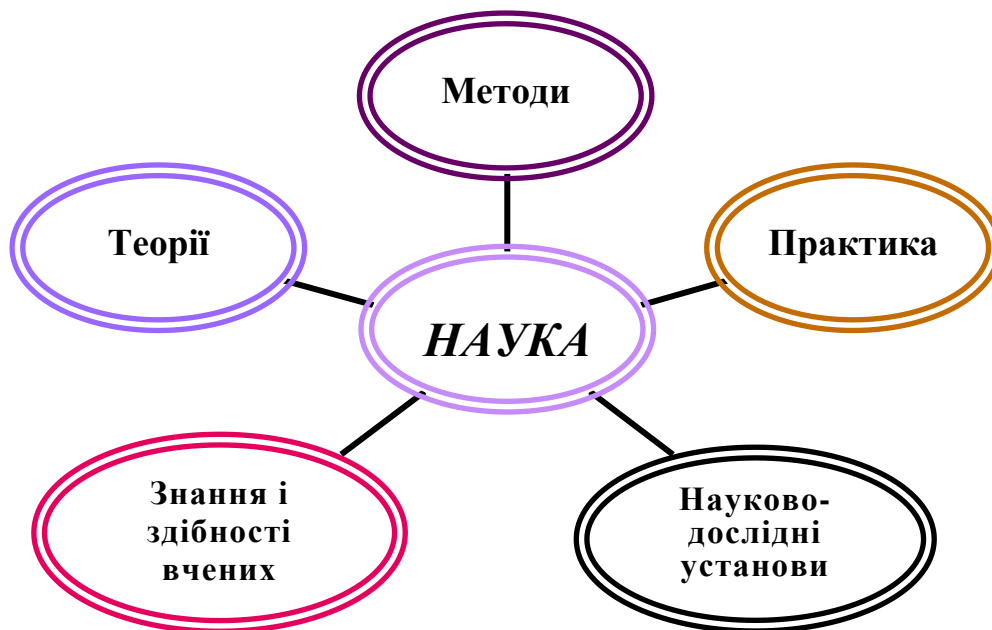 Методи
Теорії
Практика
НАУКА
Знання і
здібності
вчених
Науково-
дослідні
установи